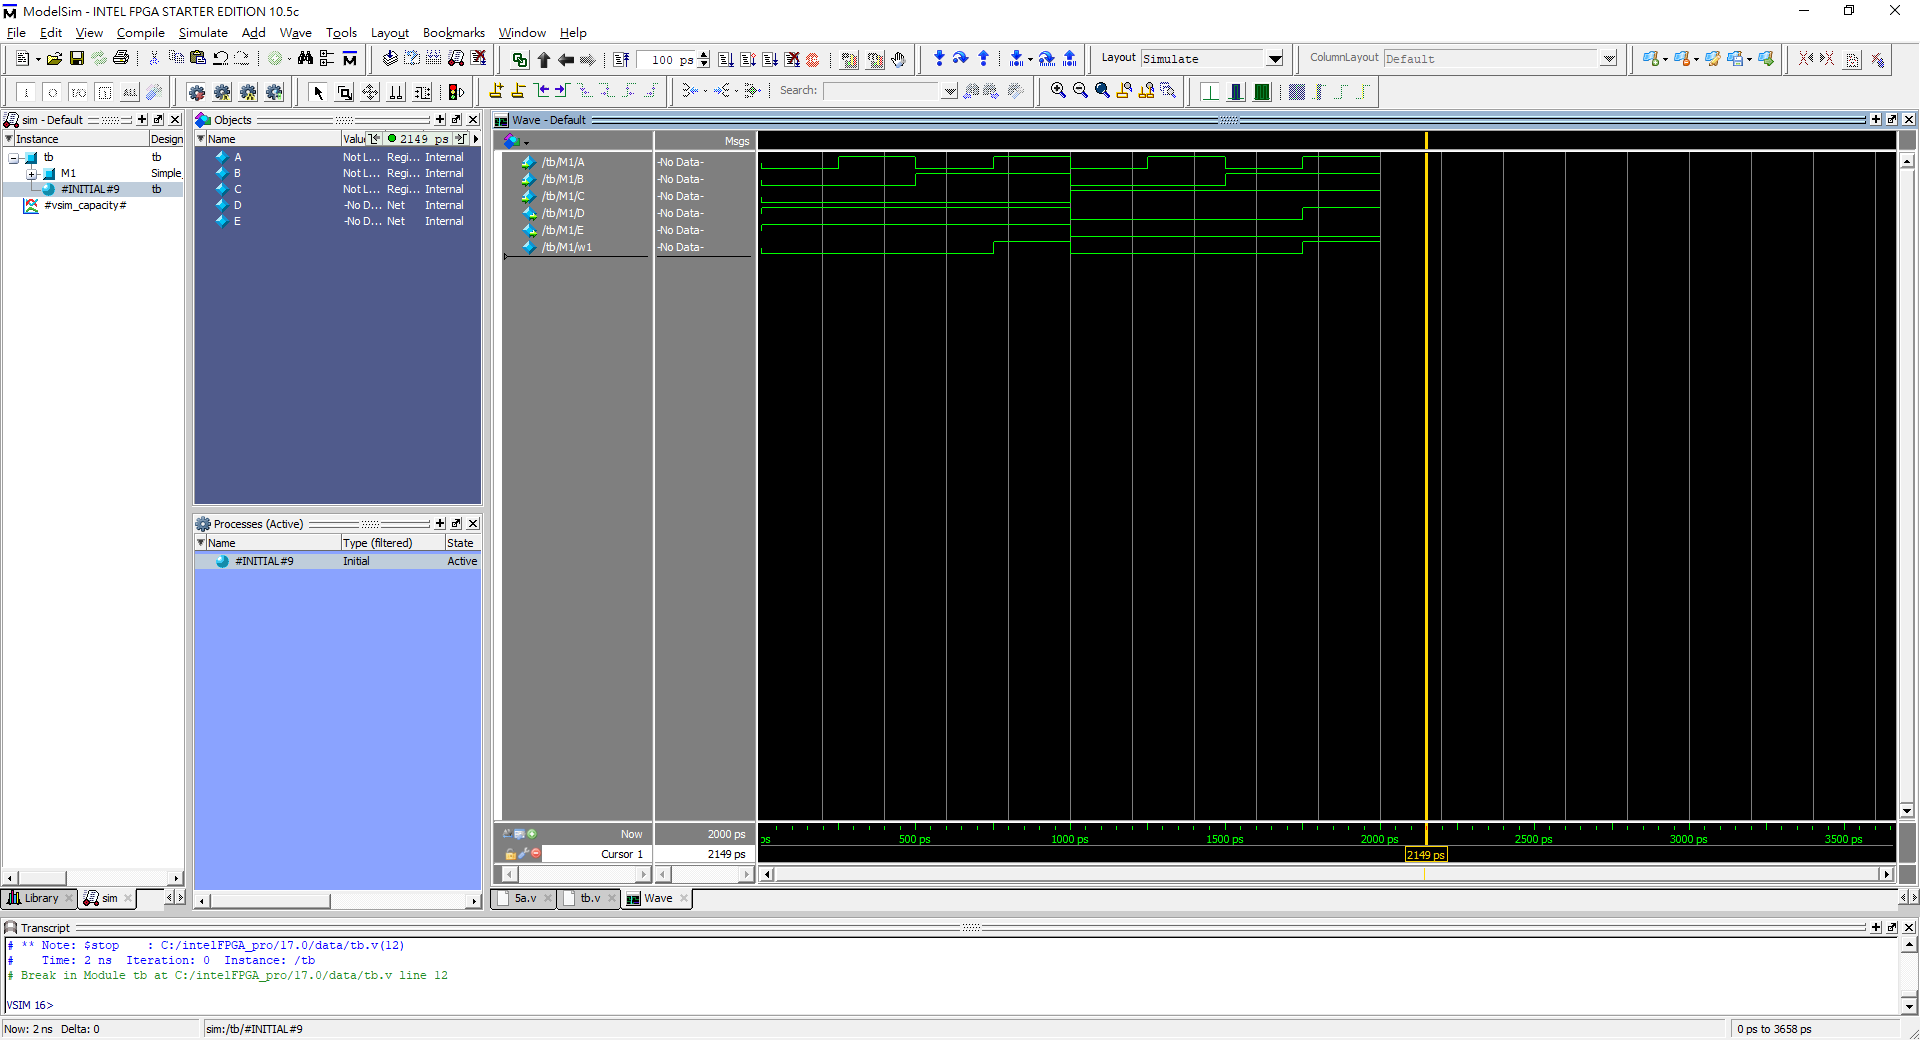 ModelSim - INTEL FPGA STARTER EDITION 10.5c
File Edit View Compile Simulate Add Wave Tools Layout Bookmarks Window Help
100 ps
Layout Simulate
ColumnLayout Default
Search:
sim - Default
Instance Design
tb tb
M1 Simple_
#INITIAL#9 tb
#vsim_capacity#
Library sim
Objects
Name Valu 2149 ps
A Not L... Regi... Internal
B Not L... Regi... Internal
C Not L... Regi... Internal
D -No D... Net Internal
E -No D... Net Internal
Processes (Active)
Name Type (filtered) State
#INITIAL#9 Initial Active
Wave - Default
Msgs
/tb/M1/A -No Data-
/tb/M1/B -No Data-
/tb/M1/C -No Data-
/tb/M1/D -No Data-
/tb/M1/E -No Data-
/tb/M1/w1 -No Data-
Now 2000 ps
ps 500 ps 1000 ps 1500 ps 2000 ps 2500 ps 3000 ps 3500 ps
Cursor 1 2149 ps
2149 ps
5a.v tb.v Wave
Transcript
# ** Note: $stop : C:/intelFPGA_pro/17.0/data/tb.v(12)
# Time: 2 ns Iteration: 0 Instance: /tb
# Break in Module tb at C:/intelFPGA_pro/17.0/data/tb.v line 12
VSIM 16>
Now: 2 ns Delta: 0
sim:/tb/#INITIAL#9
0 ps to 3658 ps